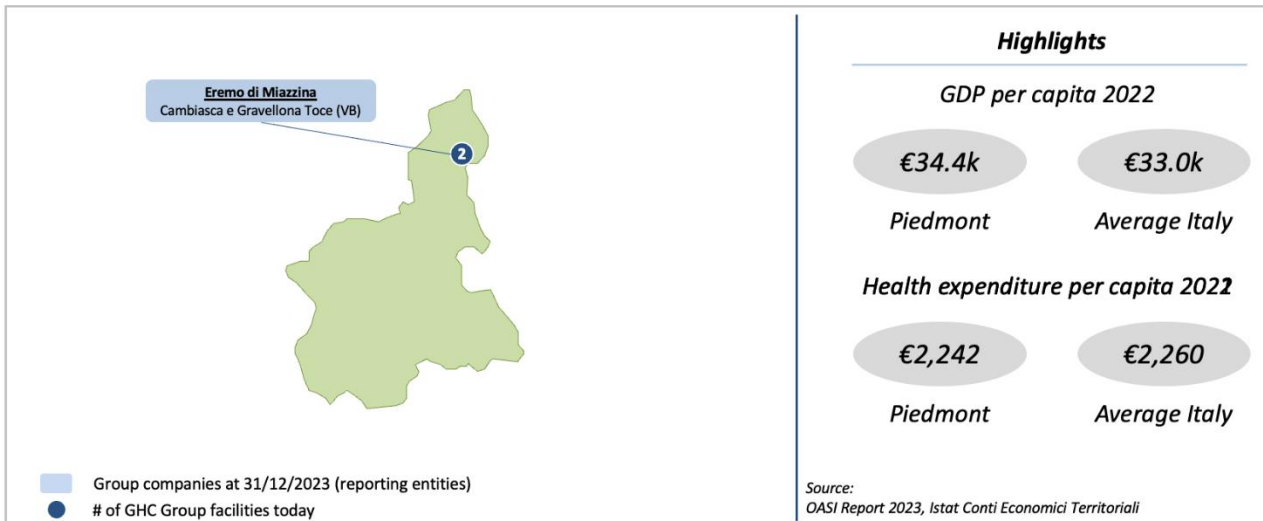 Eremo di Miazzina
Cambiasca e Gravellona Toce (VB)
2
Group companies at 31/12/2023 (reporting entities)
# of GHC Group facilities today
Highlights
GDP per capita 2022
€34.4k €33.0k
Piedmont Average Italy
Health expenditure per capita
€2,242 €2,260
Piedmont Average Italy
Source:
OASI Report 2023, Istat Conti Economici Territoriali